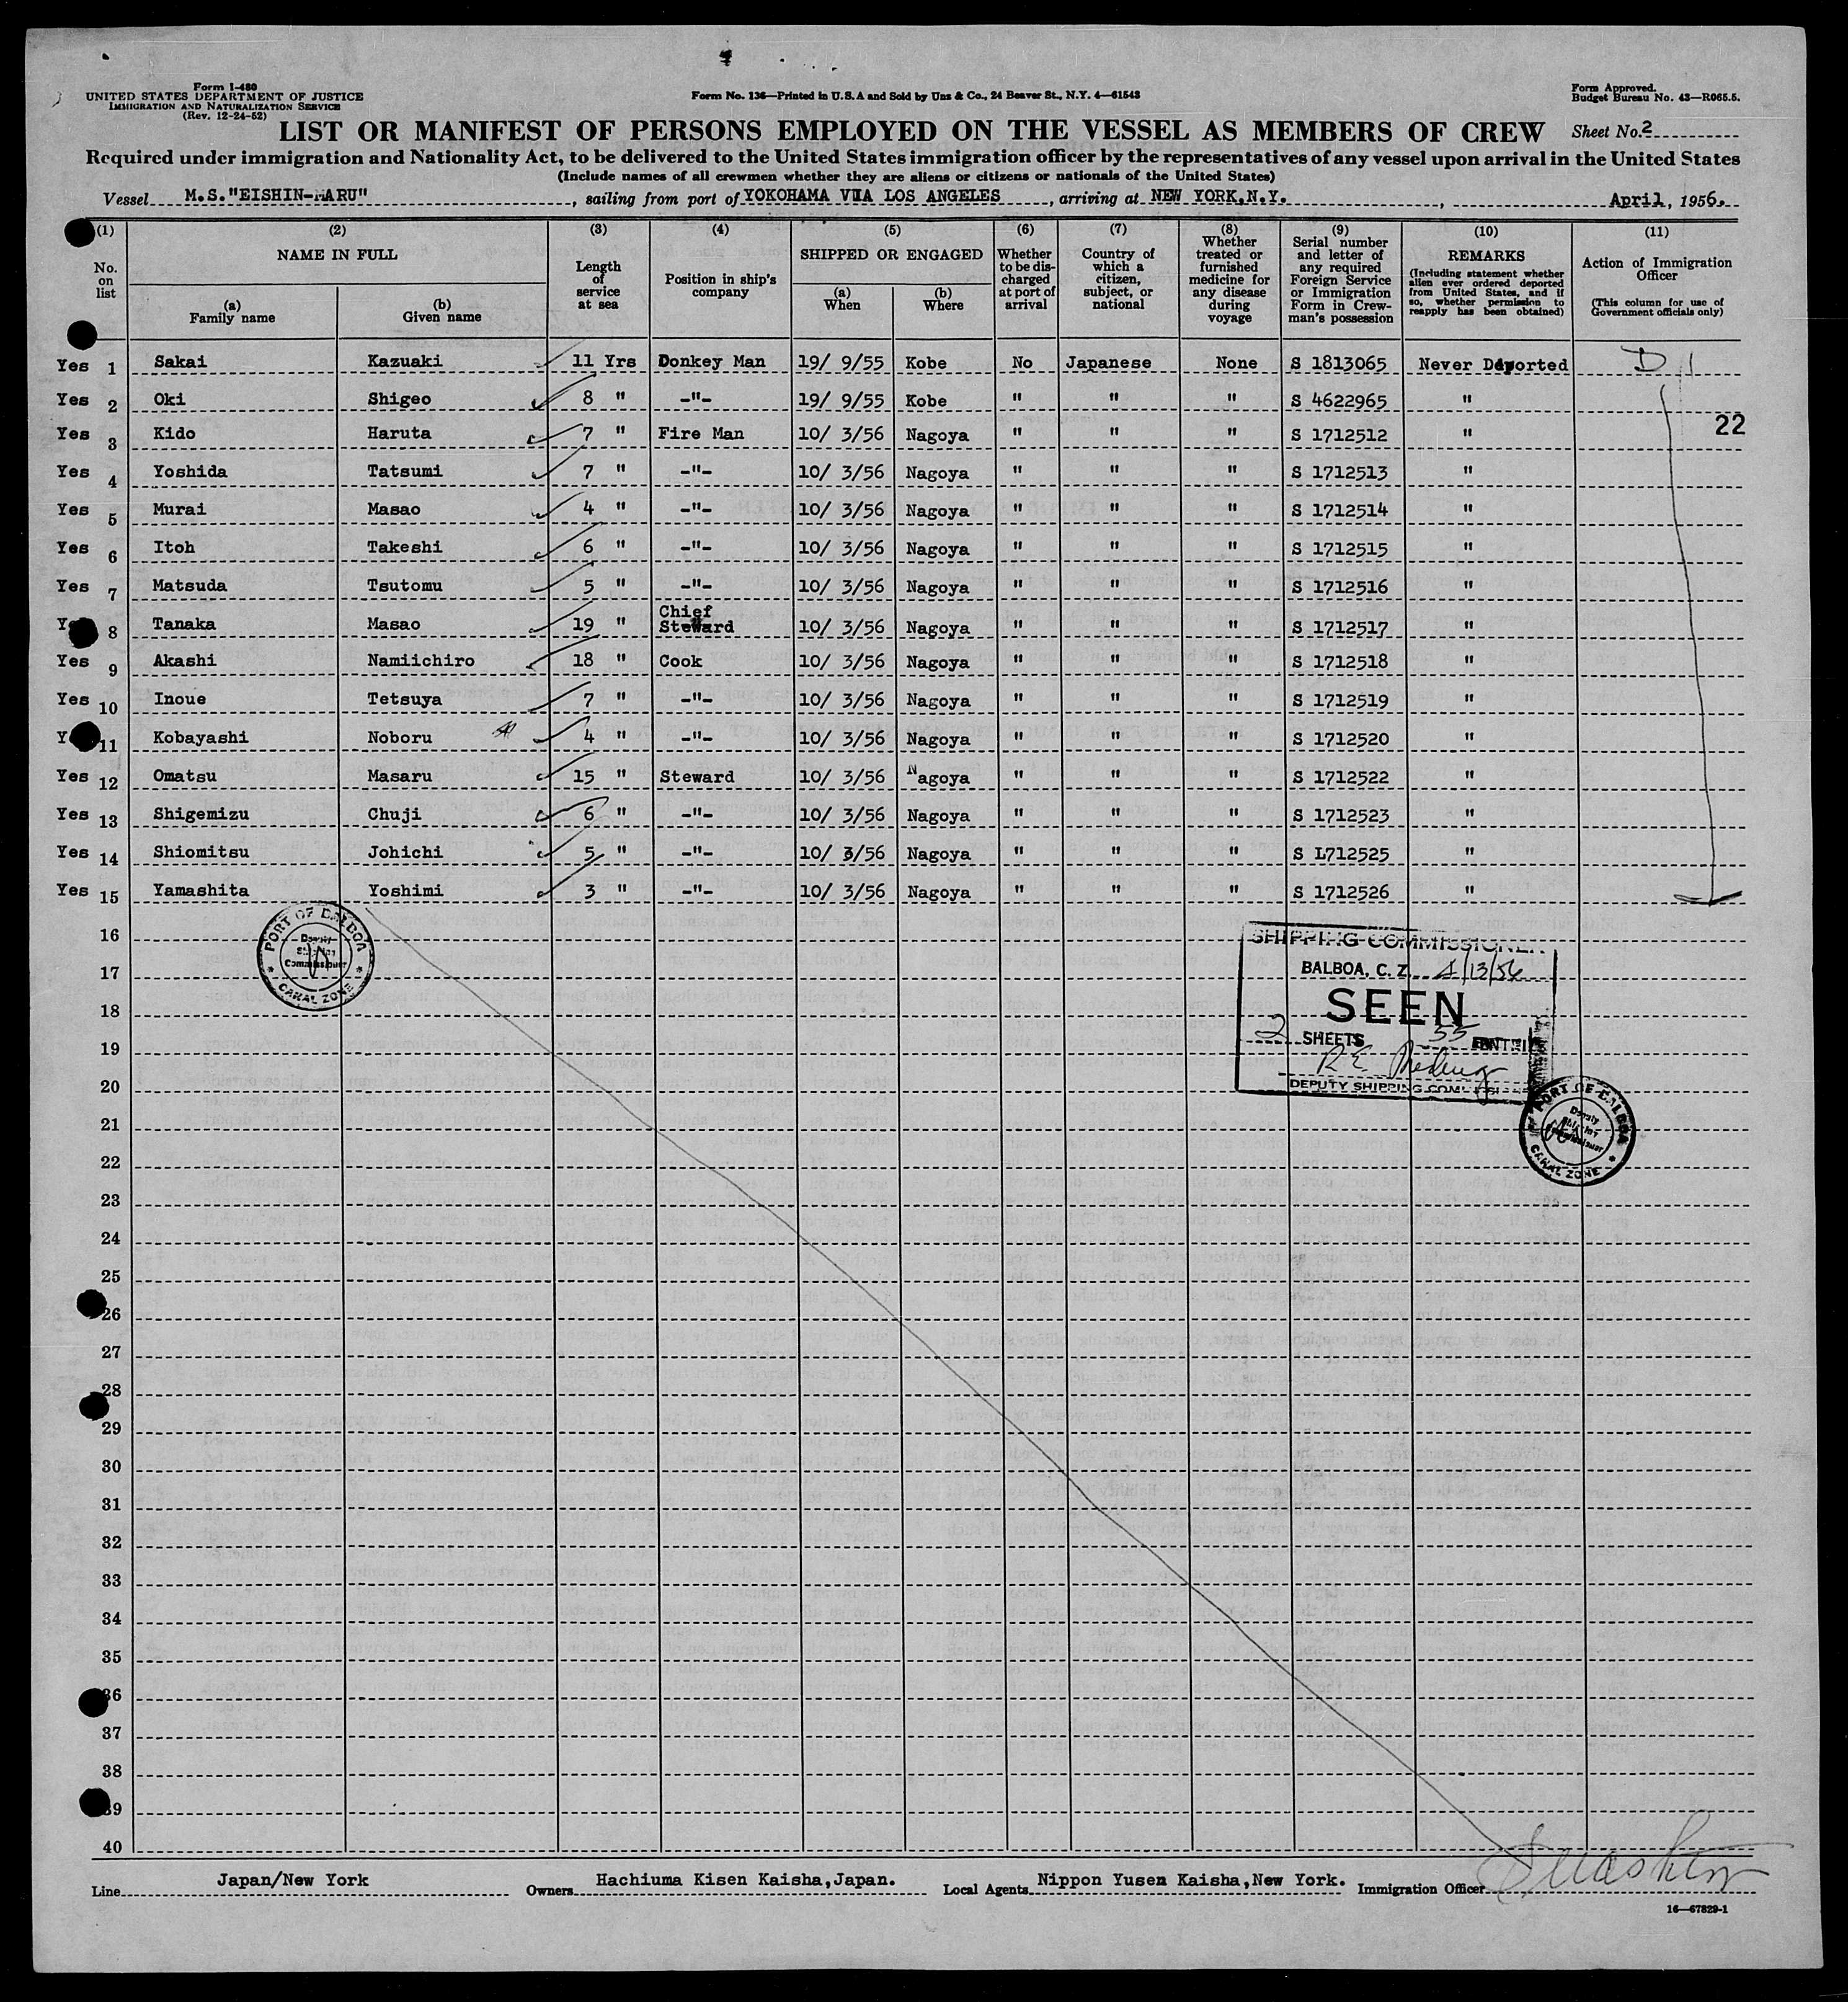 Form I-480
UNITED STATES DEPARTMENT OF JUSTICE
IMMIGRATION AND NATURALIZATION SERVICE
(Rev. 12-24-52)
Form No. 136—Printed in U.S.A and Sold by Unz & Co., 24 Beaver St., N.Y. 4—61543
Form Approved.
Budget Bureau No. 43—R065.5.
LIST OR MANIFEST OF PERSONS EMPLOYED ON THE VESSEL AS MEMBERS OF CREW Sheet No. 2
Required under immigration and Nationality Act, to be delivered to the United States immigration officer by the representatives of any vessel upon arrival in the United States
(Include names of all crewmen whether they are aliens or citizens or nationals of the United States)
Vessel M.S."EISHIN-MARU", sailing from port of YOKOHAMA VIA LOS ANGELES, arriving at NEW YORK,N.Y., April, 1956.
(1) No. on list
(2) NAME IN FULL (a) Family name (b) Given name
(3) Length of service at sea
(4) Position in ship's company
(5) SHIPPED OR ENGAGED (a) When (b) Where
(6) Whether to be discharged at port of arrival
(7) Country of which a citizen, subject, or national
(8) Whether treated or furnished medicine for any disease during voyage
(9) Serial number and letter of any required Foreign Service or Immigration Form in Crewman's possession
(10) REMARKS (Including statement whether alien ever ordered deported from United States, and if so, whether permission to reapply has been obtained)
(11) Action of Immigration Officer (This column for use of Government officials only)
Yes 1 Sakai Kazuaki 11 Yrs Donkey Man 19/ 9/55 Kobe No Japanese None S 1813065 Never Deported D
Yes 2 Oki Shigeo 8 " -"- 19/ 9/55 Kobe " " " S 4622965 "
22
Yes 3 Kido Haruta 7 " Fire Man 10/ 3/56 Nagoya " " " S 1712512 "
Yes 4 Yoshida Tatsumi 7 " -"- 10/ 3/56 Nagoya " " " S 1712513 "
Yes 5 Murai Masao 4 " -"- 10/ 3/56 Nagoya " " " S 1712514 "
Yes 6 Itoh Takeshi 6 " -"- 10/ 3/56 Nagoya " " " S 1712515 "
Yes 7 Matsuda Tsutomu 5 " -"- 10/ 3/56 Nagoya " " " S 1712516 "
8 Tanaka Masao 19 " Chief Steward 10/ 3/56 Nagoya " " " S 1712517 "
Yes 9 Akashi Namiichiro 18 " Cook 10/ 3/56 Nagoya " " " S 1712518 "
Yes 10 Inoue Tetsuya 7 " -"- 10/ 3/56 Nagoya " " " S 1712519 "
11 Kobayashi Noboru 4 " -"- 10/ 3/56 Nagoya " " " S 1712520 "
Yes 12 Omatsu Masaru 15 " Steward 10/ 3/56 Nagoya " " " S 1712522 "
Yes 13 Shigemizu Chuji 6 " -"- 10/ 3/56 Nagoya " " " S 1712523 "
Yes 14 Shiomitsu Johichi 5 " -"- 10/ 3/56 Nagoya " " " S 1712525 "
Yes 15 Yamashita Yoshimi 3 " -"- 10/ 3/56 Nagoya " " " S 1712526 "
PORT OF BALBOA
Deputy Shipping Commissioner
CANAL ZONE
SHIPPING COMMISSIONER
BALBOA, C. Z. 4/13/56
SEEN
2 SHEETS 55
R E
DEPUTY SHIPPING COMMISSIONER
PORT OF BALBOA
Deputy Shipping Commissioner
CANAL ZONE
16
17
18
19
20
21
22
23
24
25
26
27
28
29
30
31
32
33
34
35
36
37
38
39
40
Line Japan/New York Owners Hachiuma Kisen Kaisha,Japan. Local Agents Nippon Yusen Kaisha,New York. Immigration Officer
16—67829-1